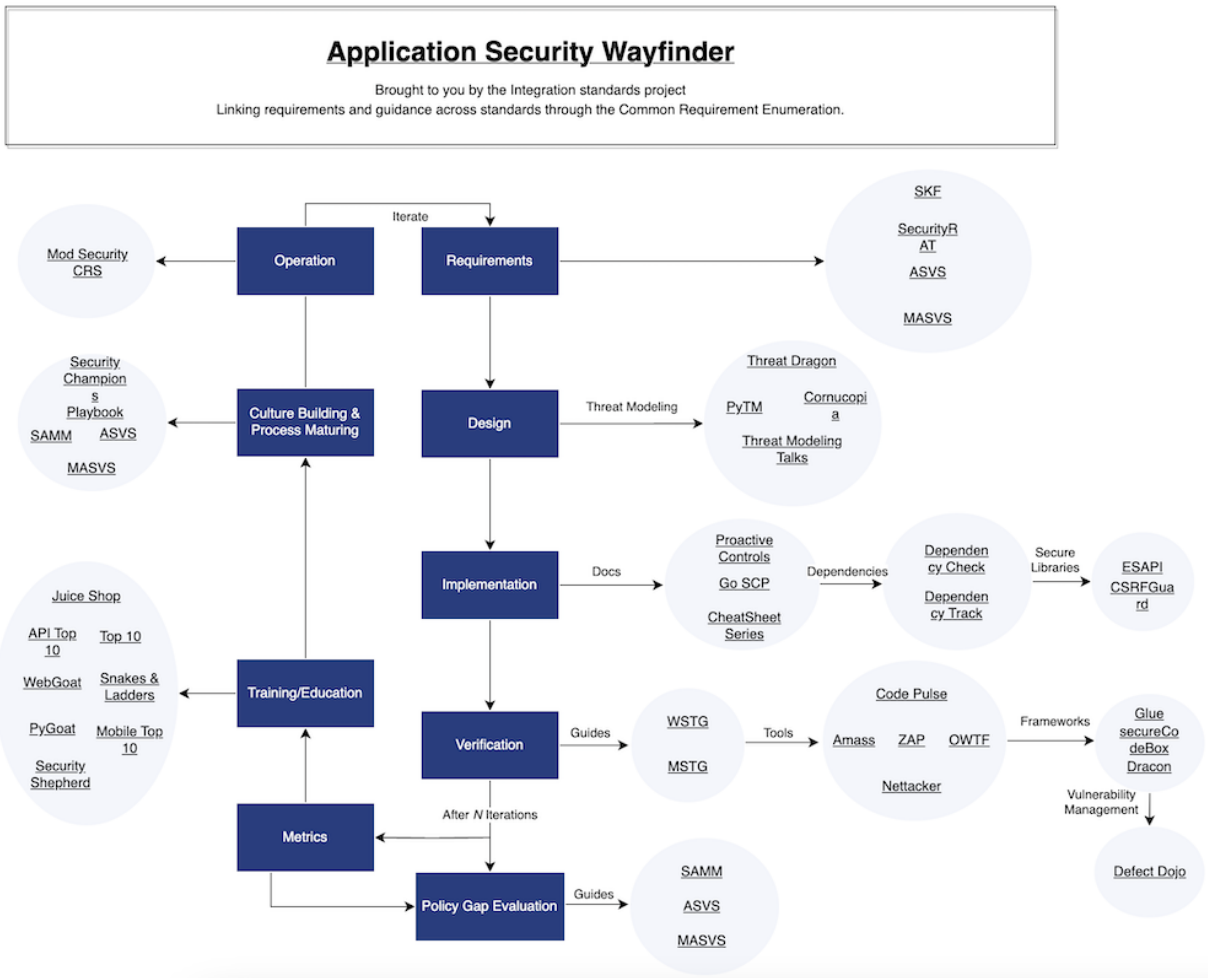 Application Security Wayfinder
Brought to you by the Integration standards project
Linking requirements and guidance across standards through the Common Requirement Enumeration.
Iterate
Mod Security
CRS
Operation
Requirements
SKF
SecurityR
AT
ASVS
MASVS
Security
Champion
s
Playbook
SAMM
ASVS
MASVS
Culture Building &
Process Maturing
Design
Threat Modeling
Threat Dragon
PyTM
Cornucopi
a
Threat Modeling
Talks
Implementation
Docs
Proactive
Controls
Go SCP
CheatSheet
Series
Dependencies
Dependen
cy Check
Dependen
cy Track
Secure
Libraries
ESAPI
CSRFGua
rd
Juice Shop
API Top
10
Top 10
WebGoat
Snakes &
Ladders
PyGoat
Mobile Top
10
Security
Shepherd
Training/Education
Verification
Guides
WSTG
MSTG
Tools
Code Pulse
Amass
ZAP
OWTF
Nettacker
Frameworks
Glue
secureCo
deBox
Dracon
Vulnerability
Management
Defect Dojo
After N Iterations
Metrics
Policy Gap Evaluation
Guides
SAMM
ASVS
MASVS